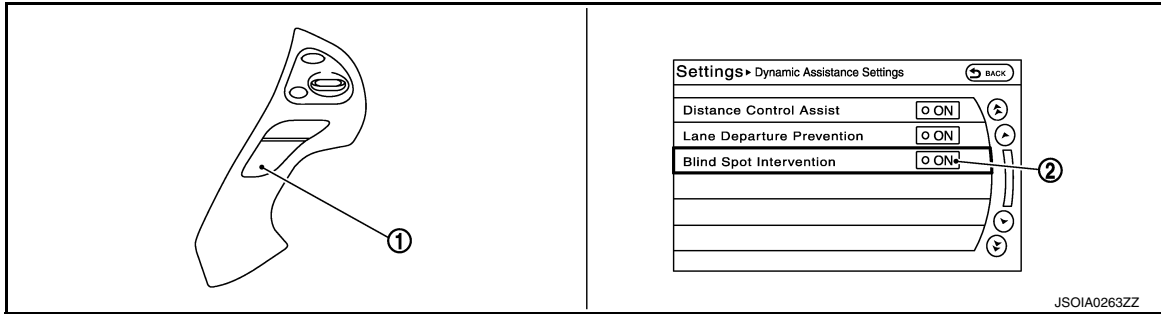 1
Settings ▸ Dynamic Assistance Settings
BACK
Distance Control Assist ON
Lane Departure Prevention ON
Blind Spot Intervention ON
2
JSOIA0263ZZ